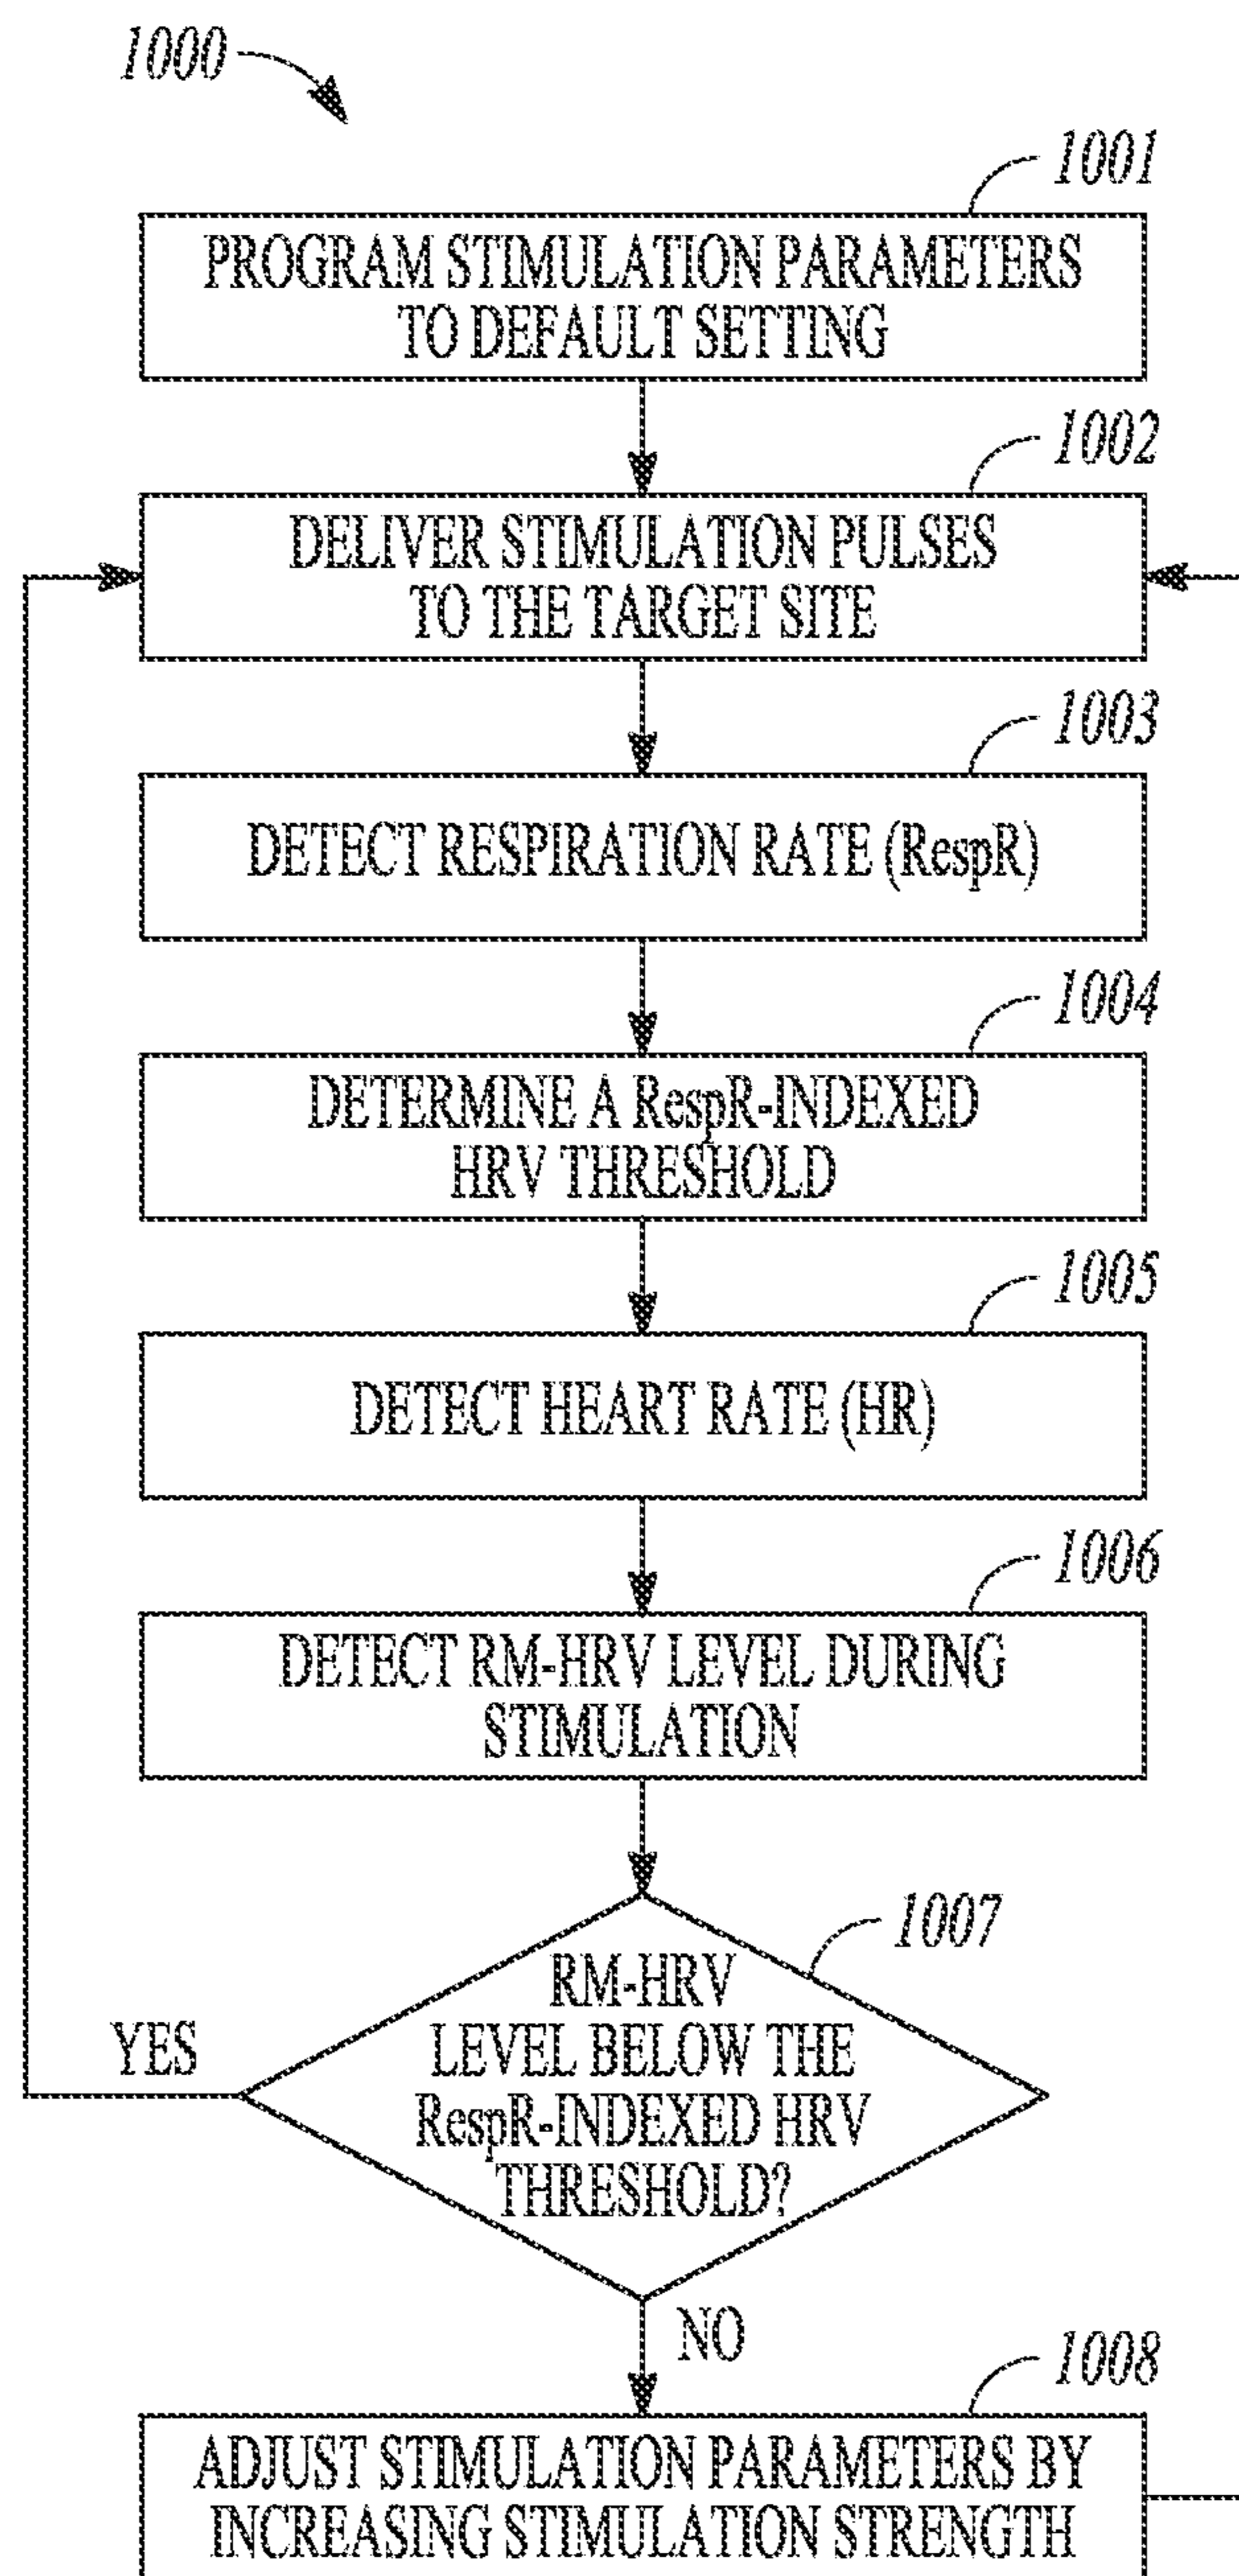 1000
1001
PROGRAM STIMULATION PARAMETERS
TO DEFAULT SETTING
1002
DELIVER STIMULATION PULSES
TO THE TARGET SITE
1003
DETECT RESPIRATION RATE (RespR)
1004
DETERMINE A RespR-INDEXED
HRV THRESHOLD
1005
DETECT HEART RATE (HR)
1006
DETECT RM-HRV LEVEL DURING
STIMULATION
1007
RM-HRV
LEVEL BELOW THE
RespR-INDEXED HRV
THRESHOLD?
YES
NO
1008
ADJUST STIMULATION PARAMETERS BY
INCREASING STIMULATION STRENGTH